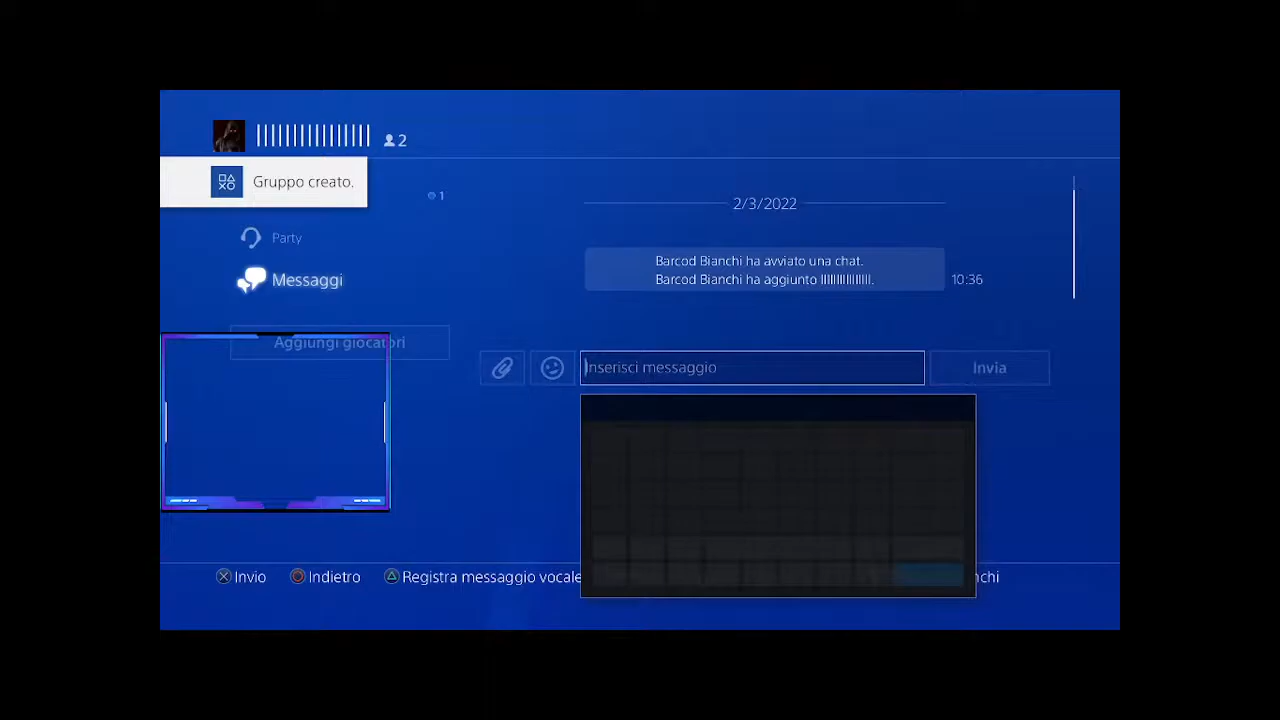 2
Gruppo creato.
1
2/3/2022
Party
Barcod Bianchi ha avviato una chat.
Barcod Bianchi ha aggiunto
10:36
Messaggi
Aggiungi giocatori
Inserisci messaggio
Invia
Invio
Indietro
Registra messaggio vocale